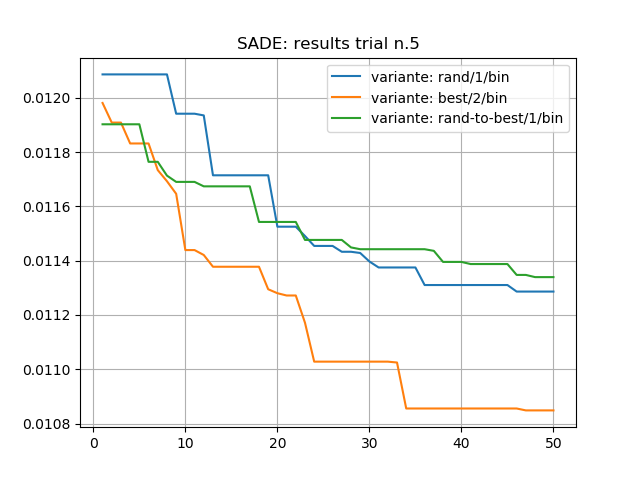 SADE: results trial n.5
variante: rand/1/bin
variante: best/2/bin
variante: rand-to-best/1/bin
0.0120
0.0118
0.0116
0.0114
0.0112
0.0110
0.0108
0 10 20 30 40 50